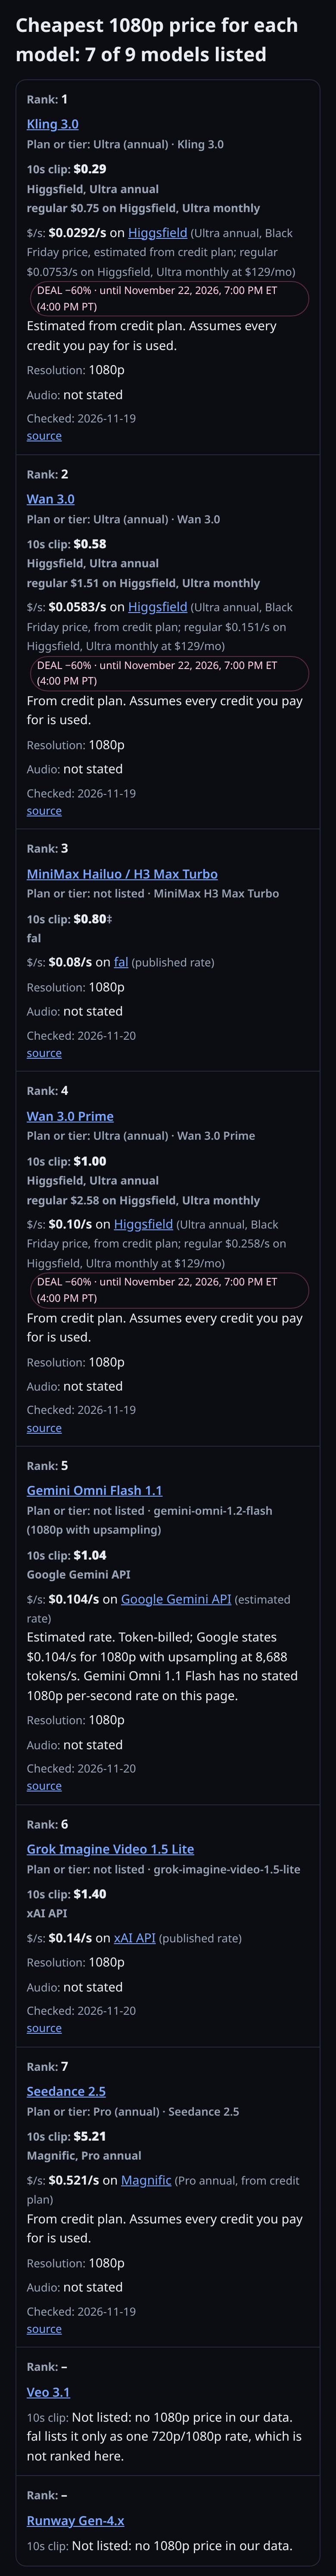 Cheapest 1080p price for each
model: 7 of 9 models listed
Rank: 1
Kling 3.0
Plan or tier: Ultra (annual) · Kling 3.0
10s clip: $0.29
Higgsfield, Ultra annual
regular $0.75 on Higgsfield, Ultra monthly
$/s: $0.0292/s on Higgsfield (Ultra annual, Black
Friday price, estimated from credit plan; regular
$0.0753/s on Higgsfield, Ultra monthly at $129/mo)
DEAL −60% · until November 22, 2026, 7:00 PM ET
(4:00 PM PT)
Estimated from credit plan. Assumes every
credit you pay for is used.
Resolution: 1080p
Audio: not stated
Checked: 2026-11-19
source
Rank: 2
Wan 3.0
Plan or tier: Ultra (annual) · Wan 3.0
10s clip: $0.58
Higgsfield, Ultra annual
regular $1.51 on Higgsfield, Ultra monthly
$/s: $0.0583/s on Higgsfield (Ultra annual, Black
Friday price, from credit plan; regular $0.151/s on
Higgsfield, Ultra monthly at $129/mo)
DEAL −60% · until November 22, 2026, 7:00 PM ET
(4:00 PM PT)
From credit plan. Assumes every credit you pay
for is used.
Resolution: 1080p
Audio: not stated
Checked: 2026-11-19
source
Rank: 3
MiniMax Hailuo / H3 Max Turbo
Plan or tier: not listed · MiniMax H3 Max Turbo
10s clip: $0.80‡
fal
$/s: $0.08/s on fal (published rate)
Resolution: 1080p
Audio: not stated
Checked: 2026-11-20
source
Rank: 4
Wan 3.0 Prime
Plan or tier: Ultra (annual) · Wan 3.0 Prime
10s clip: $1.00
Higgsfield, Ultra annual
regular $2.58 on Higgsfield, Ultra monthly
$/s: $0.10/s on Higgsfield (Ultra annual, Black
Friday price, from credit plan; regular $0.258/s on
Higgsfield, Ultra monthly at $129/mo)
DEAL −60% · until November 22, 2026, 7:00 PM ET
(4:00 PM PT)
From credit plan. Assumes every credit you pay
for is used.
Resolution: 1080p
Audio: not stated
Checked: 2026-11-19
source
Rank: 5
Gemini Omni Flash 1.1
Plan or tier: not listed · gemini-omni-1.2-flash
(1080p with upsampling)
10s clip: $1.04
Google Gemini API
$/s: $0.104/s on Google Gemini API (estimated
rate)
Estimated rate. Token-billed; Google states
$0.104/s for 1080p with upsampling at 8,688
tokens/s. Gemini Omni 1.1 Flash has no stated
1080p per-second rate on this page.
Resolution: 1080p
Audio: not stated
Checked: 2026-11-20
source
Rank: 6
Grok Imagine Video 1.5 Lite
Plan or tier: not listed · grok-imagine-video-1.5-lite
10s clip: $1.40
xAI API
$/s: $0.14/s on xAI API (published rate)
Resolution: 1080p
Audio: not stated
Checked: 2026-11-20
source
Rank: 7
Seedance 2.5
Plan or tier: Pro (annual) · Seedance 2.5
10s clip: $5.21
Magnific, Pro annual
$/s: $0.521/s on Magnific (Pro annual, from credit
plan)
From credit plan. Assumes every credit you pay
for is used.
Resolution: 1080p
Audio: not stated
Checked: 2026-11-19
source
Rank: –
Veo 3.1
10s clip: Not listed: no 1080p price in our data.
fal lists it only as one 720p/1080p rate, which is
not ranked here.
Rank: –
Runway Gen-4.x
10s clip: Not listed: no 1080p price in our data.